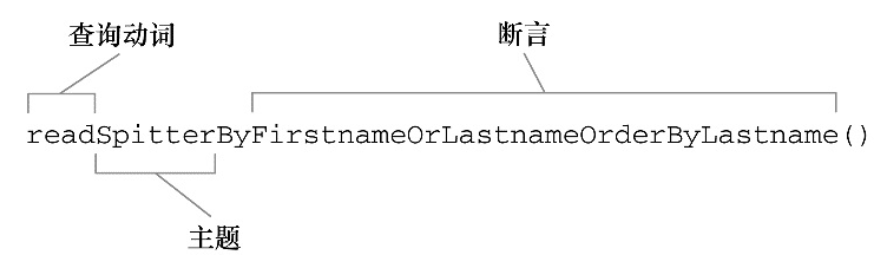 查询动词
断言
readSpitterByFirstnameOrLastnameOrderByLastname()
主题